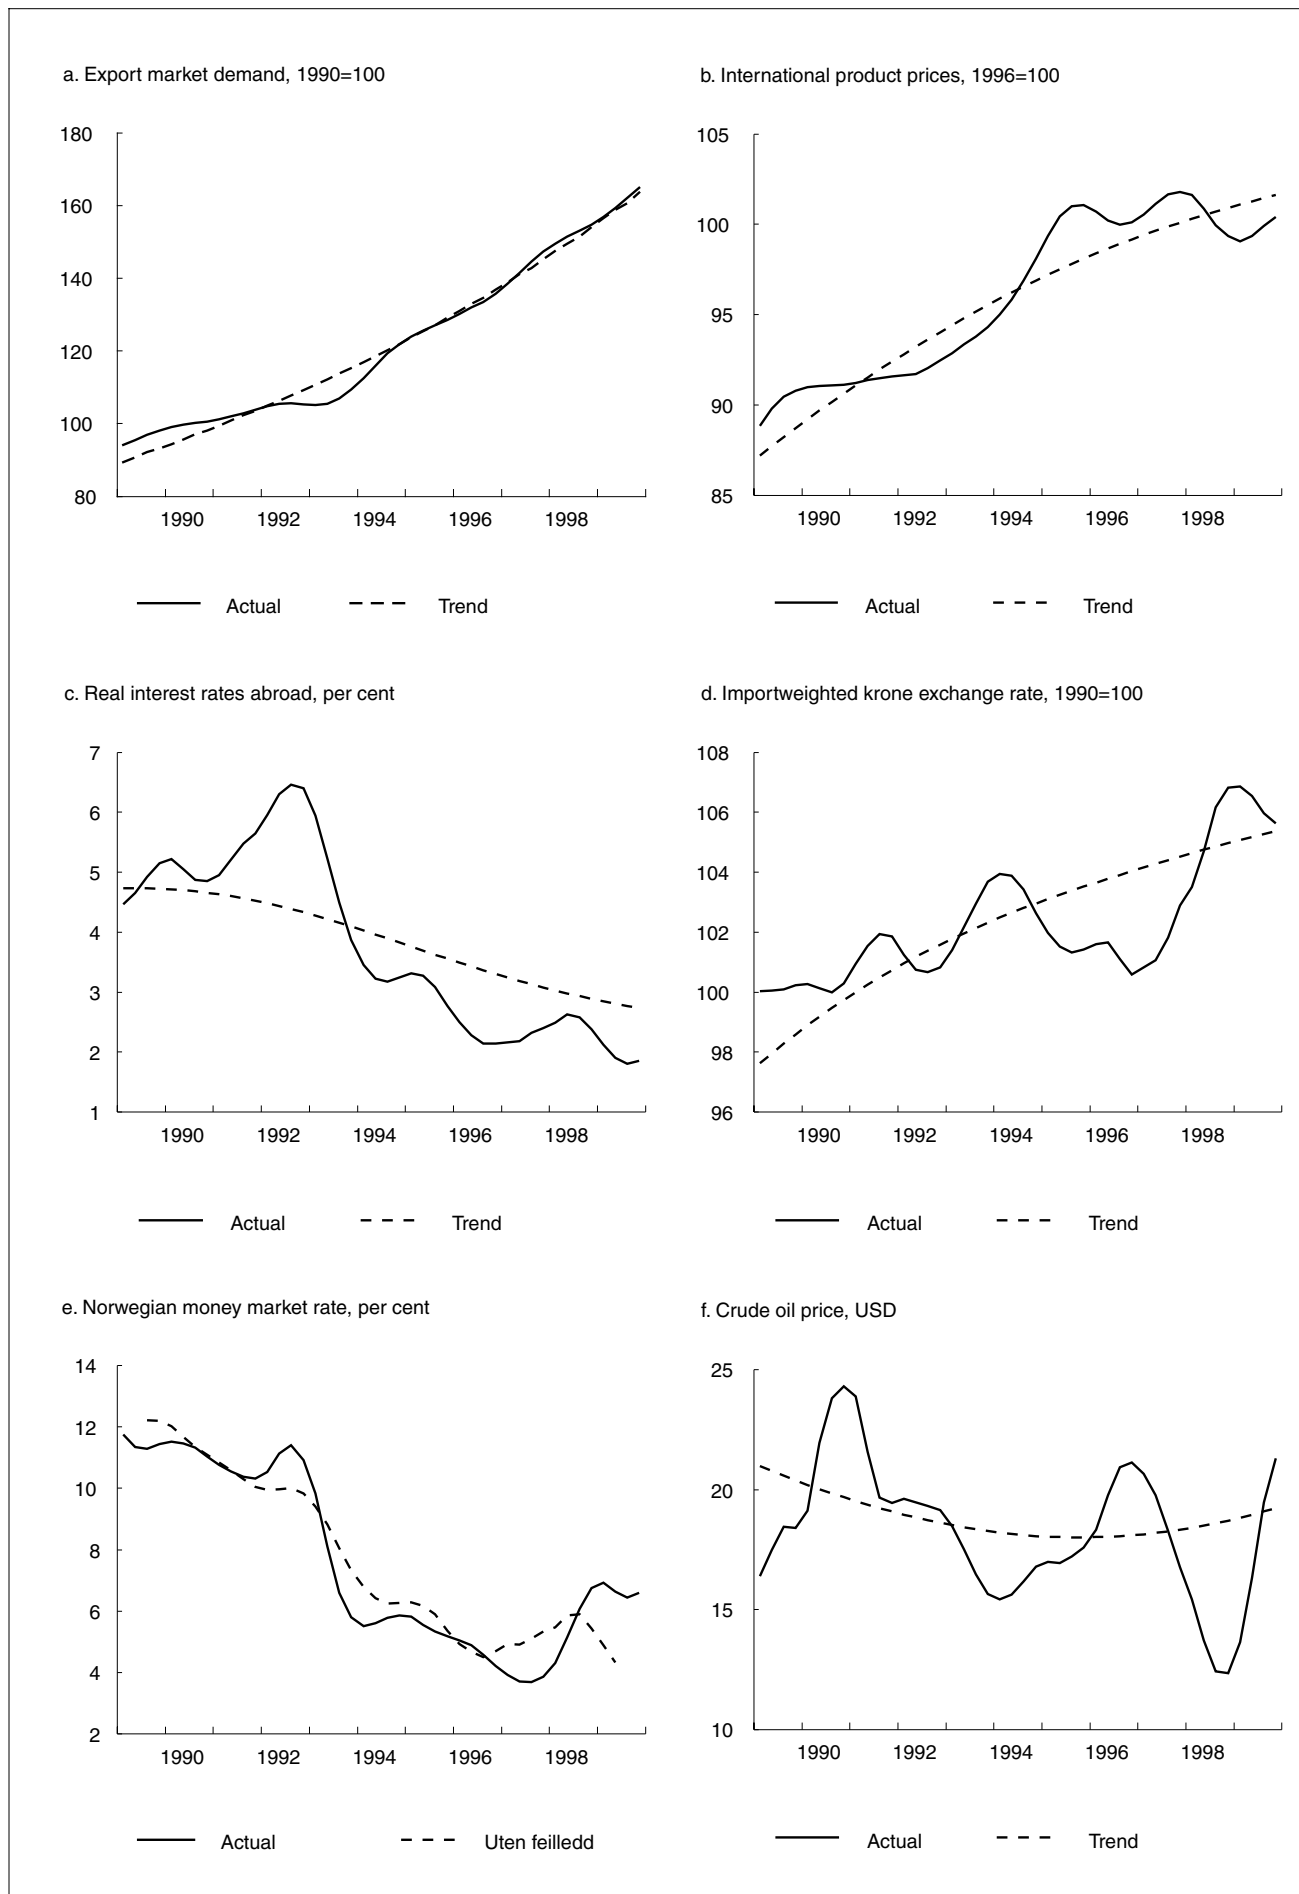 a. Export market demand, 1990=100
180
160
140
120
100
80
1990 1992 1994 1996 1998
Actual Trend
b. International product prices, 1996=100
105
100
95
90
85
1990 1992 1994 1996 1998
Actual Trend
c. Real interest rates abroad, per cent
7
6
5
4
3
2
1
1990 1992 1994 1996 1998
Actual Trend
d. Importweighted krone exchange rate, 1990=100
108
106
104
102
100
98
96
1990 1992 1994 1996 1998
Actual Trend
e. Norwegian money market rate, per cent
14
12
10
8
6
4
2
1990 1992 1994 1996 1998
Actual Uten feilledd
f. Crude oil price, USD
25
20
15
10
1990 1992 1994 1996 1998
Actual Trend